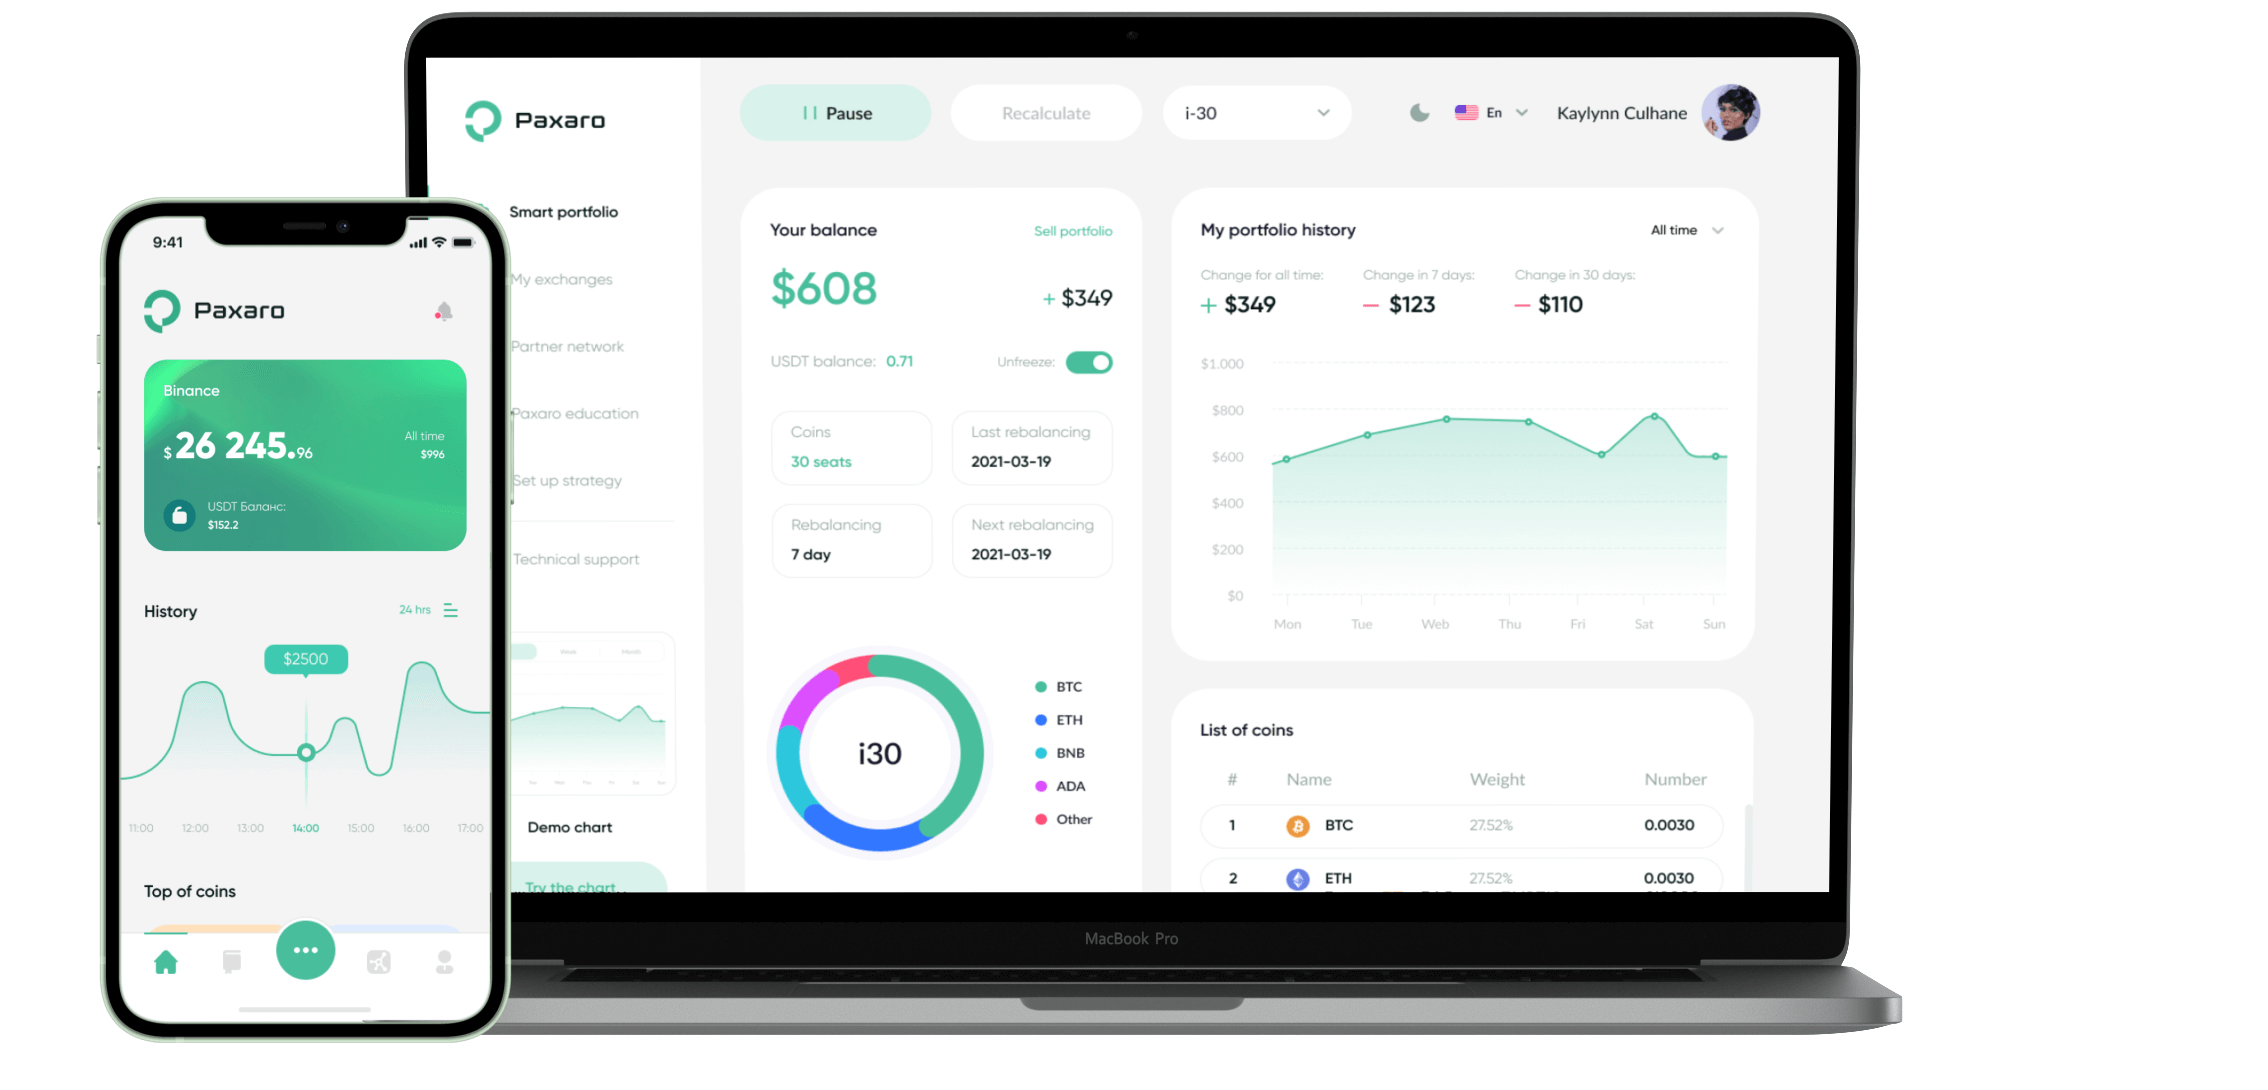 9:41
Paxaro
Binance
$ 26 245.96
All time
$996
USDT Баланс:
$152.2
History
24 hrs
$2500
11:00 12:00 13:00 14:00 15:00 16:00 17:00
Top of coins
Paxaro
Smart portfolio
My exchanges
Partner network
Paxaro education
Set up strategy
Technical support
Week Month
Demo chart
Try the chart
Pause
Recalculate
i-30
En
Kaylynn Culhane
Your balance
Sell portfolio
$608
+ $349
USDT balance: 0.71
Unfreeze:
Coins
30 seats
Last rebalancing
2021-03-19
Rebalancing
7 day
Next rebalancing
2021-03-19
i30
BTC
ETH
BNB
ADA
Other
My portfolio history
All time
Change for all time:
+ $349
Change in 7 days:
— $123
Change in 30 days:
— $110
$1.000
$800
$600
$400
$200
$0
Mon Tue Web Thu Fri Sat Sun
List of coins
# Name Weight Number
1 BTC 27.52% 0.0030
2 ETH 27.52% 0.0030
MacBook Pro